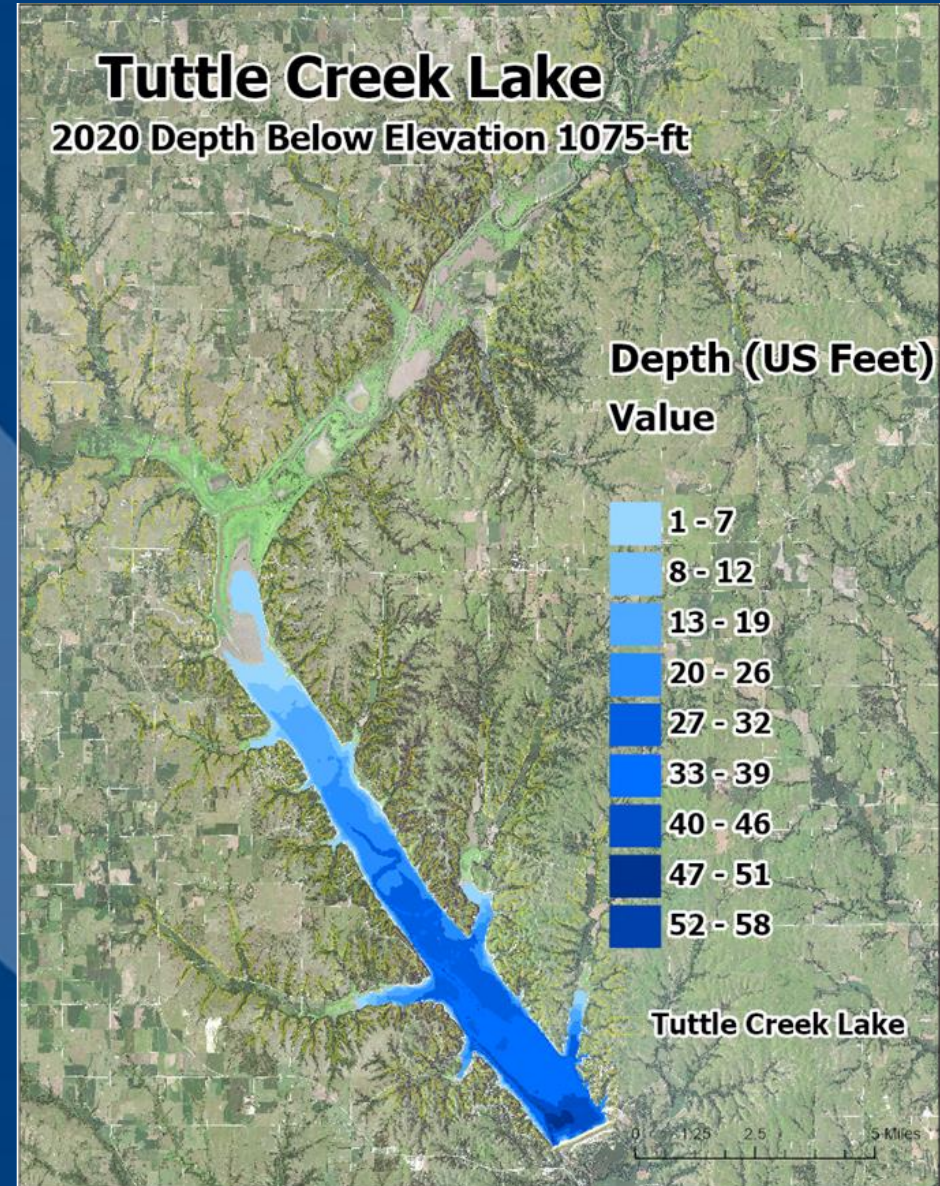 Tuttle Creek Lake
2020 Depth Below Elevation 1075-ft
Depth (US Feet)
Value
1 - 7
8 - 12
13 - 19
20 - 26
27 - 32
33 - 39
40 - 46
47 - 51
52 - 58
Tuttle Creek Lake
0 1.25 2.5 5 Miles